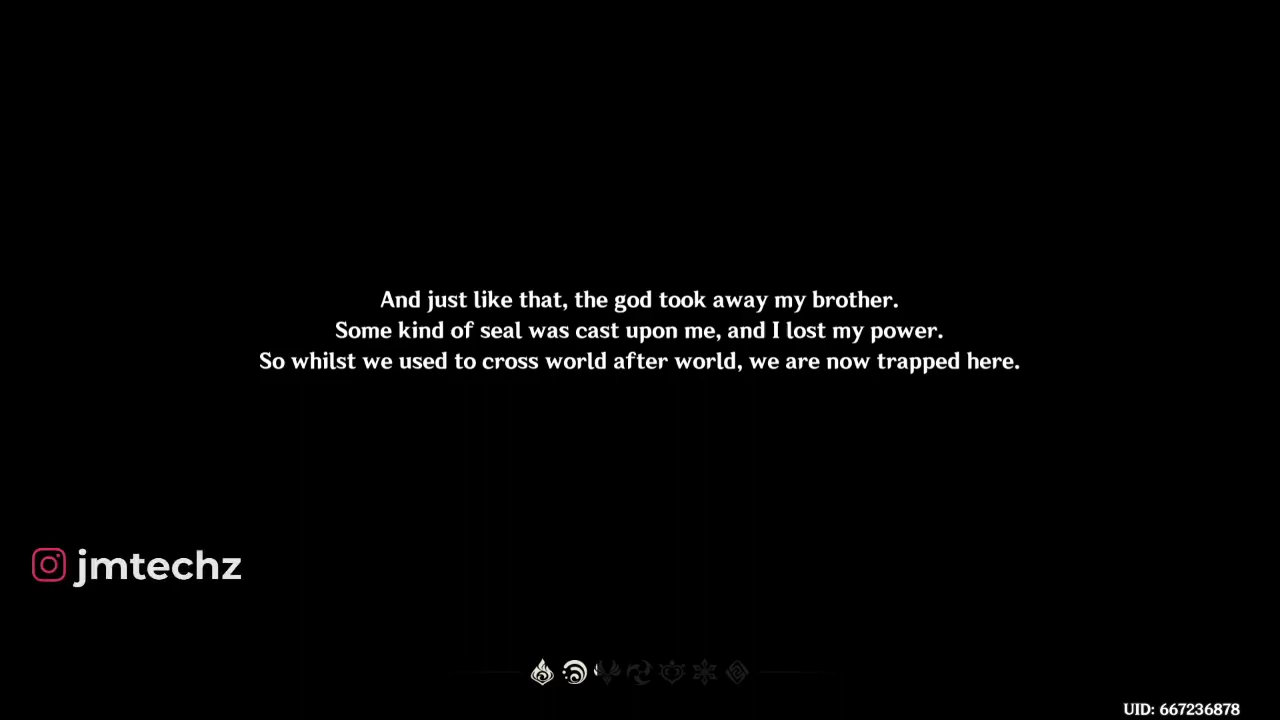 And just like that, the god took away my brother.
Some kind of seal was cast upon me, and I lost my power.
So whilst we used to cross world after world, we are now trapped here.
jmtechz
UID: 667236878